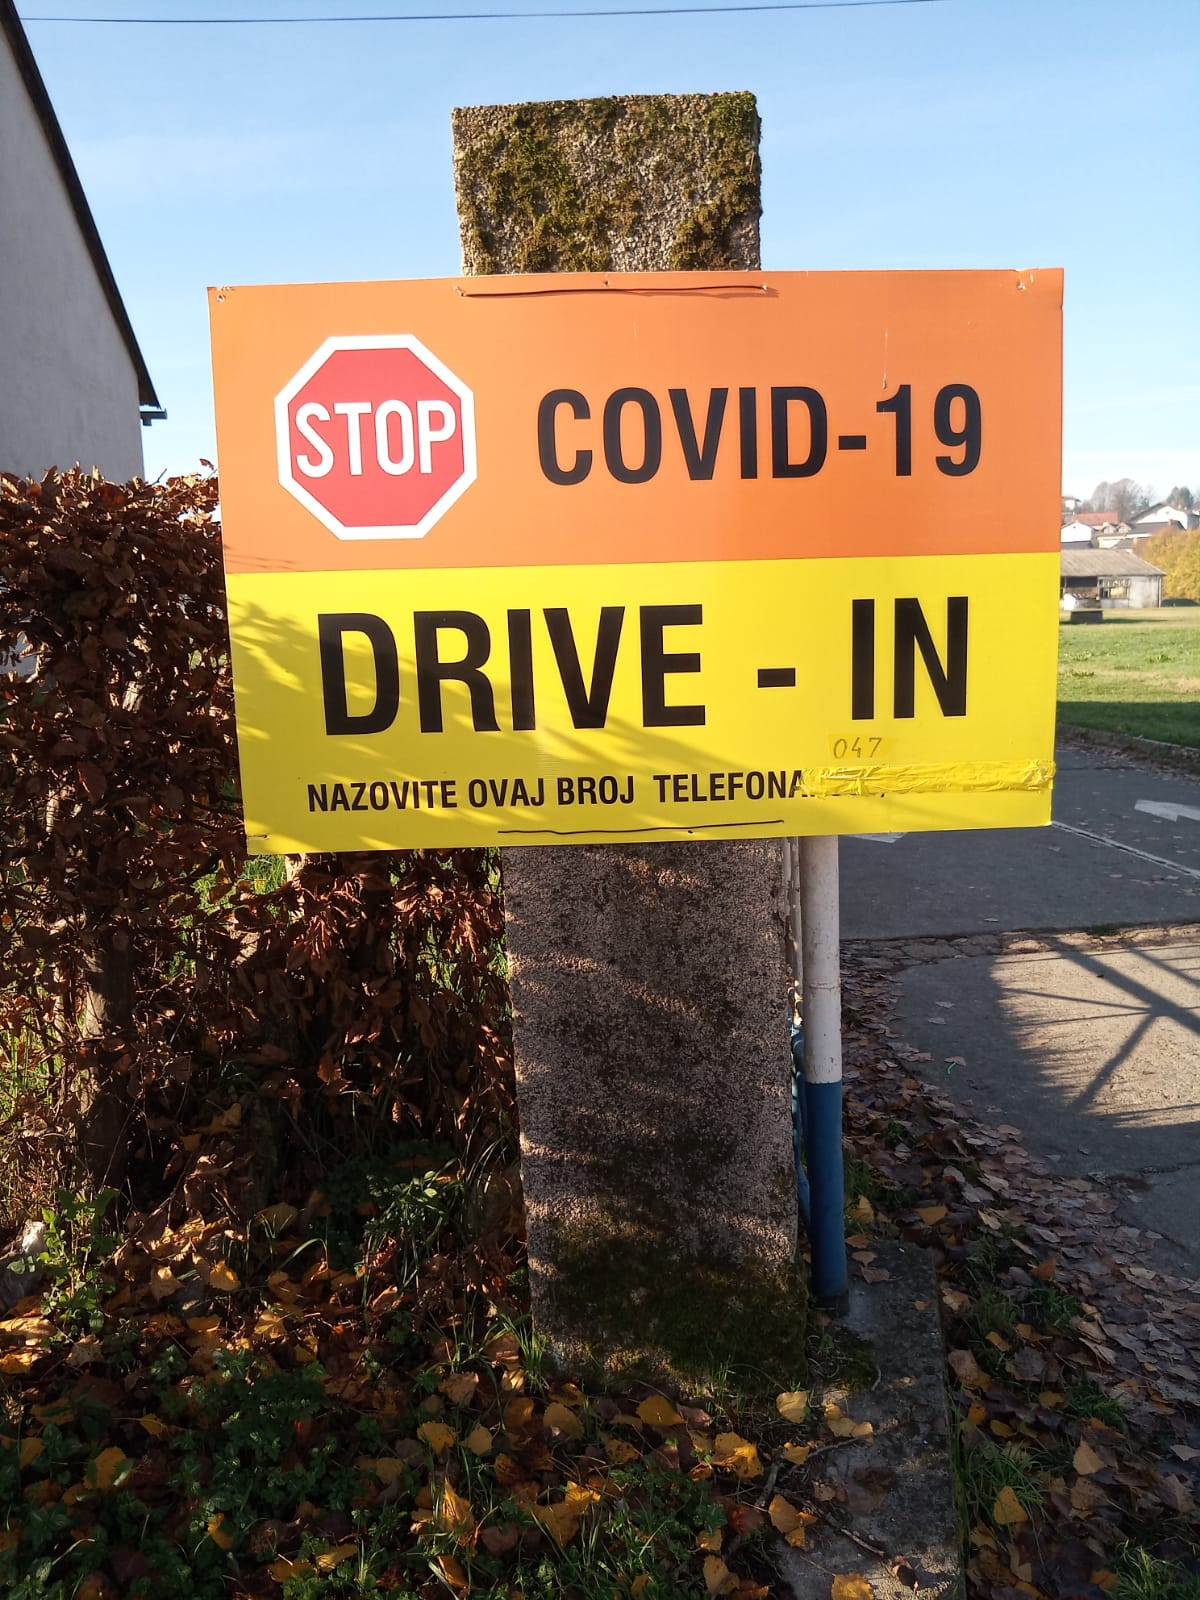 STOP
COVID-19
DRIVE - IN
047
NAZOVITE OVAJ BROJ TELEFONA